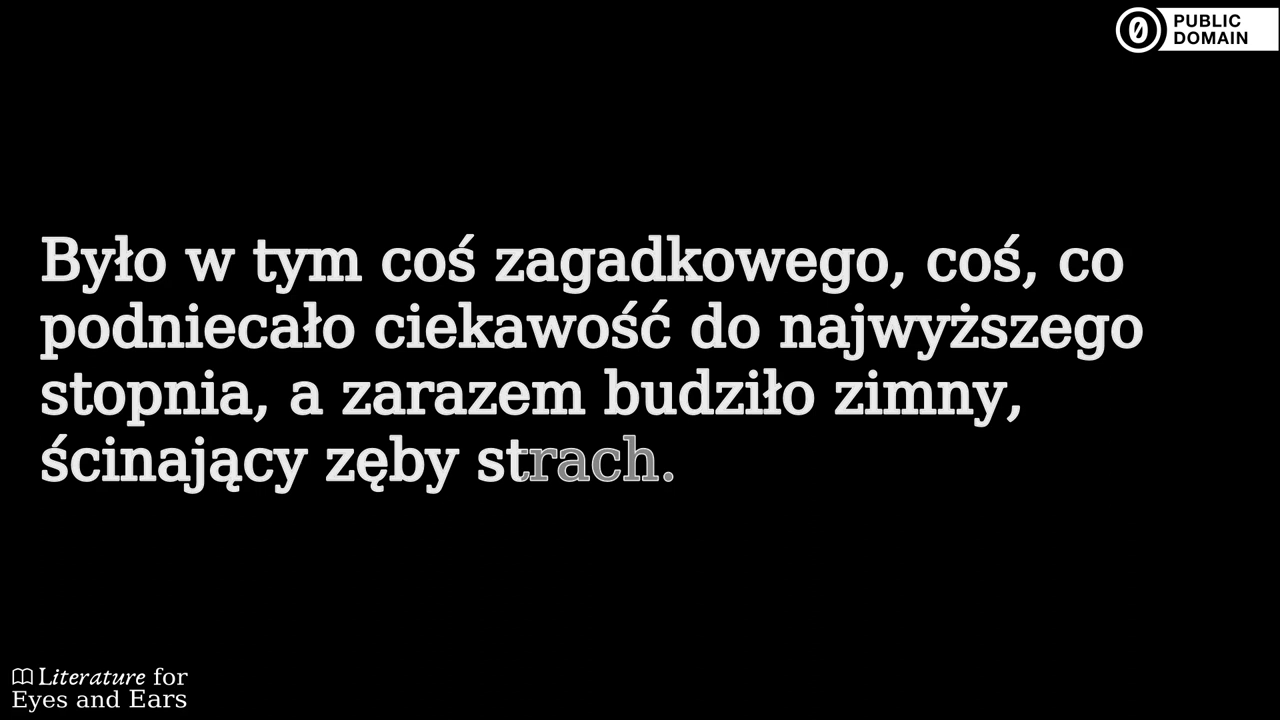 PUBLIC
DOMAIN
Było w tym coś zagadkowego, coś, co
podniecało ciekawość do najwyższego
stopnia, a zarazem budziło zimny,
ścinający zęby strach.
Literature for
Eyes and Ears